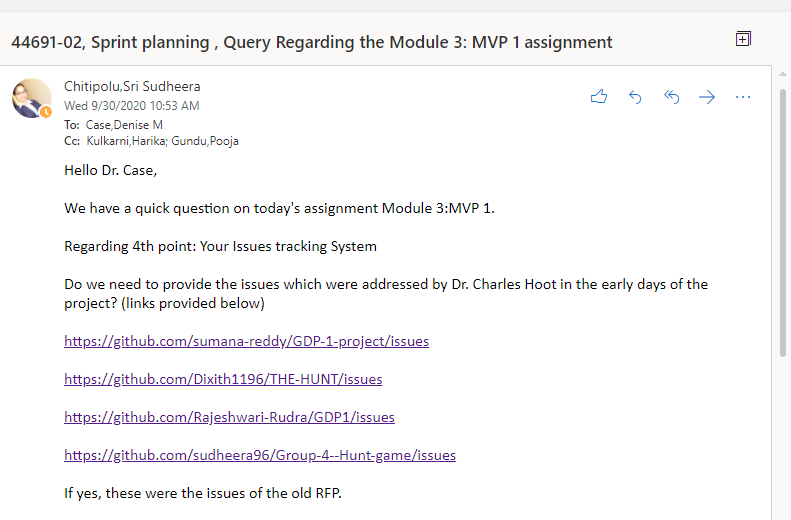 44691-02, Sprint planning , Query Regarding the Module 3: MVP 1 assignment
Chitipolu,Sri Sudheera
Wed 9/30/2020 10:53 AM
To: Case,Denise M
Cc: Kulkarni,Harika; Gundu,Pooja
Hello Dr. Case,
We have a quick question on today's assignment Module 3:MVP 1.
Regarding 4th point: Your Issues tracking System
Do we need to provide the issues which were addressed by Dr. Charles Hoot in the early days of the
project? (links provided below)
https://github.com/sumana-reddy/GDP-1-project/issues
https://github.com/Dixith1196/THE-HUNT/issues
https://github.com/Rajeshwari-Rudra/GDP1/issues
https://github.com/sudheera96/Group-4--Hunt-game/issues
If yes, these were the issues of the old RFP.